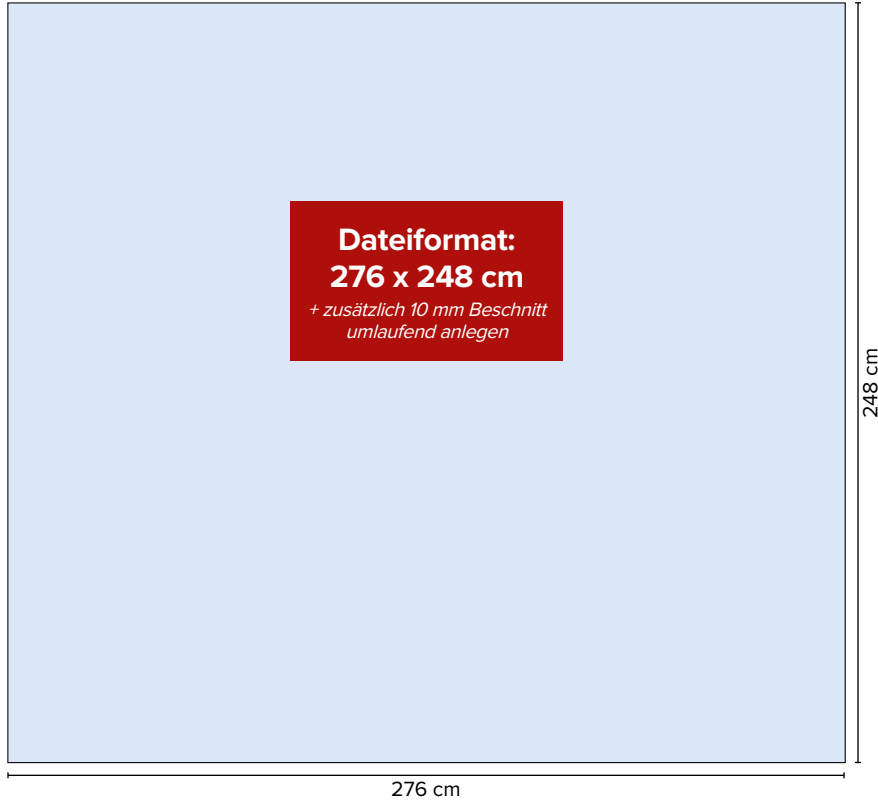 Dateiformat:
276 x 248 cm
+ zusätzlich 10 mm Beschnitt
umlaufend anlegen
248 cm
276 cm